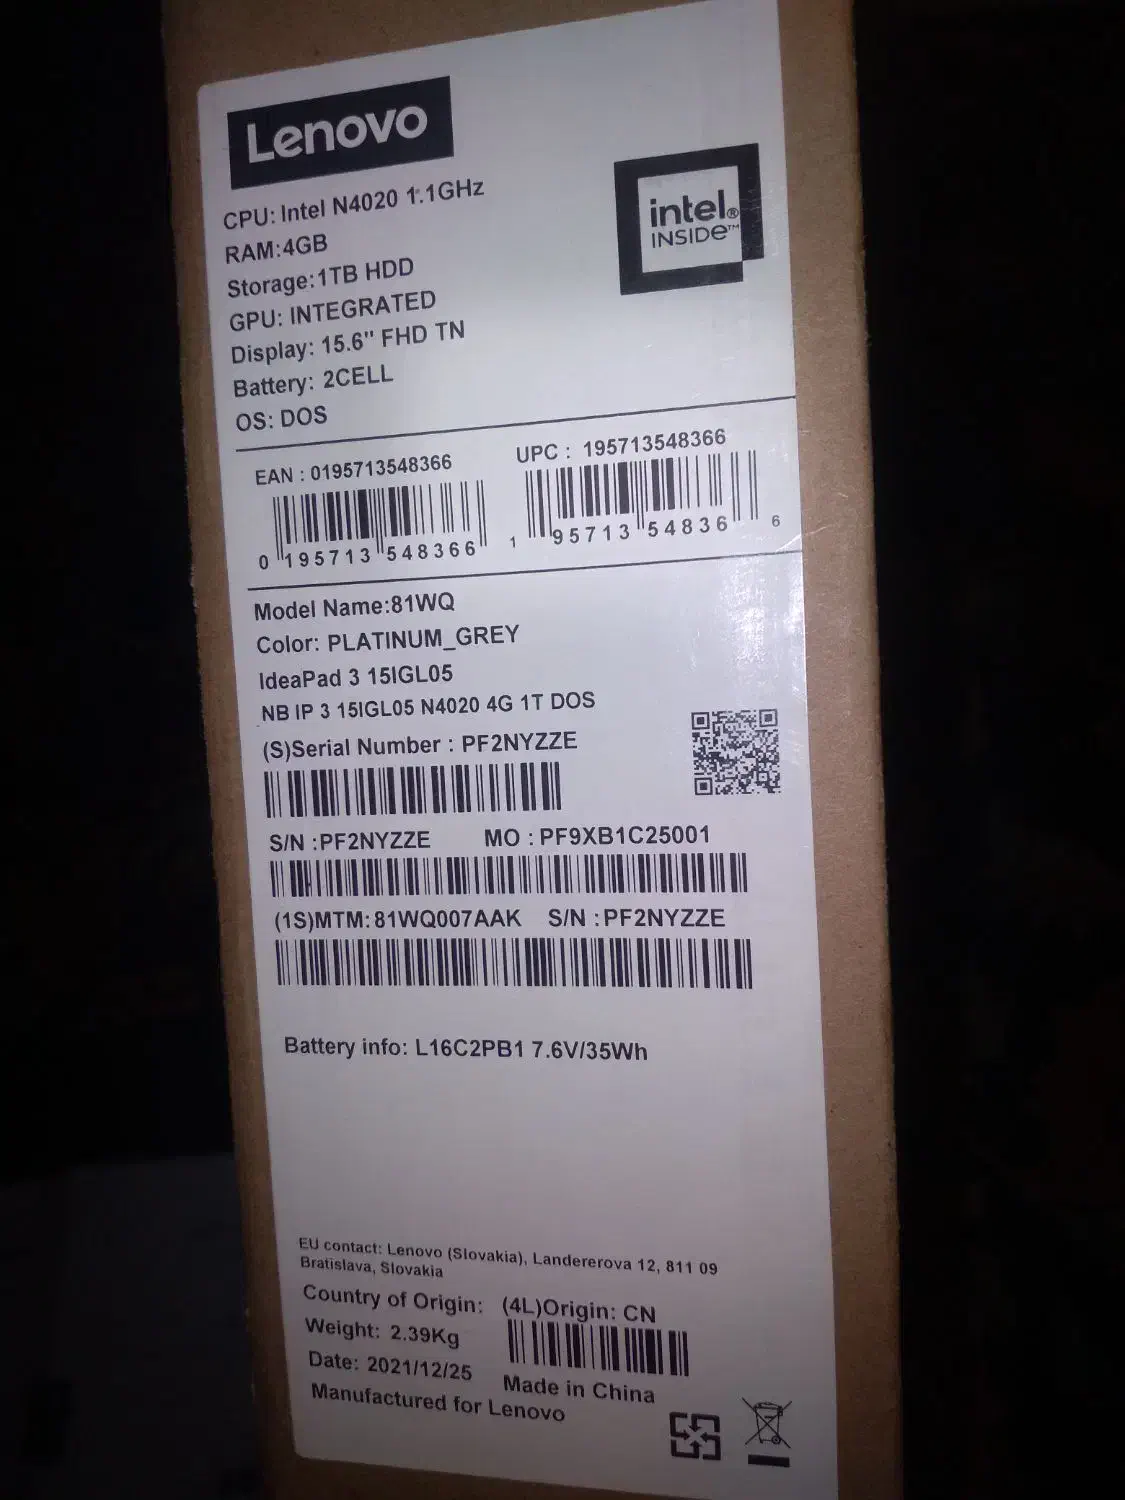 Lenovo
CPU: Intel N4020 1.1GHz
RAM:4GB
Storage:1TB HDD
GPU: INTEGRATED
Display: 15.6" FHD TN
Battery: 2CELL
OS: DOS
intel®
INSIDE™
EAN : 0195713548366
UPC : 195713548366
0 195713 548366
1 95713 54836 6
Model Name:81WQ
Color: PLATINUM_GREY
IdeaPad 3 15IGL05
NB IP 3 15IGL05 N4020 4G 1T DOS
(S)Serial Number : PF2NYZZE
S/N :PF2NYZZE MO : PF9XB1C25001
(1S)MTM:81WQ007AAK S/N :PF2NYZZE
Battery info: L16C2PB1 7.6V/35Wh
EU contact: Lenovo (Slovakia), Landererova 12, 811 09
Bratislava, Slovakia
Country of Origin: (4L)Origin: CN
Weight: 2.39Kg
Date: 2021/12/25
Made in China
Manufactured for Lenovo